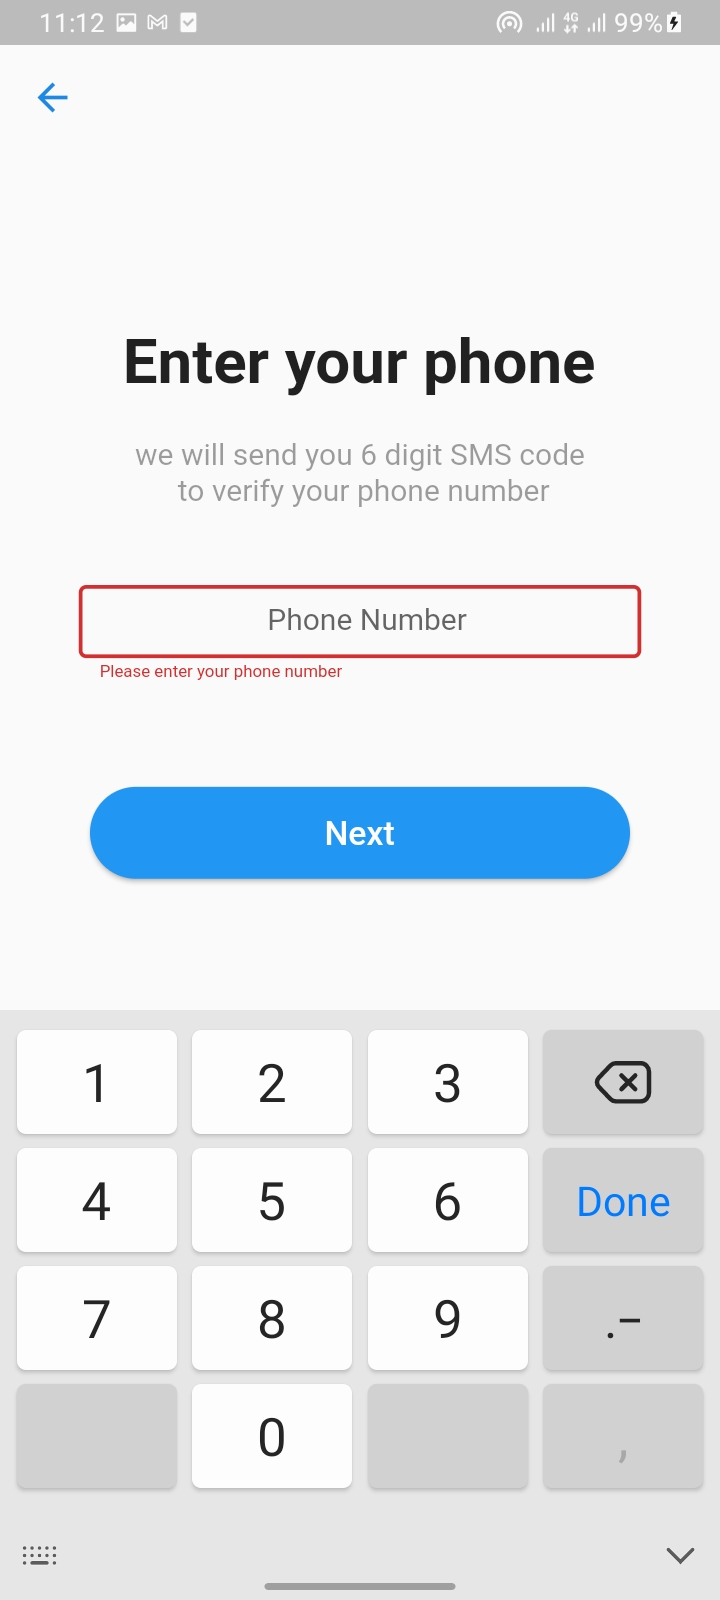 11:12 4G 99%
Enter your phone
we will send you 6 digit SMS code
to verify your phone number
Phone Number
Please enter your phone number
Next
1 2 3
4 5 6 Done
7 8 9 .-
0 ,